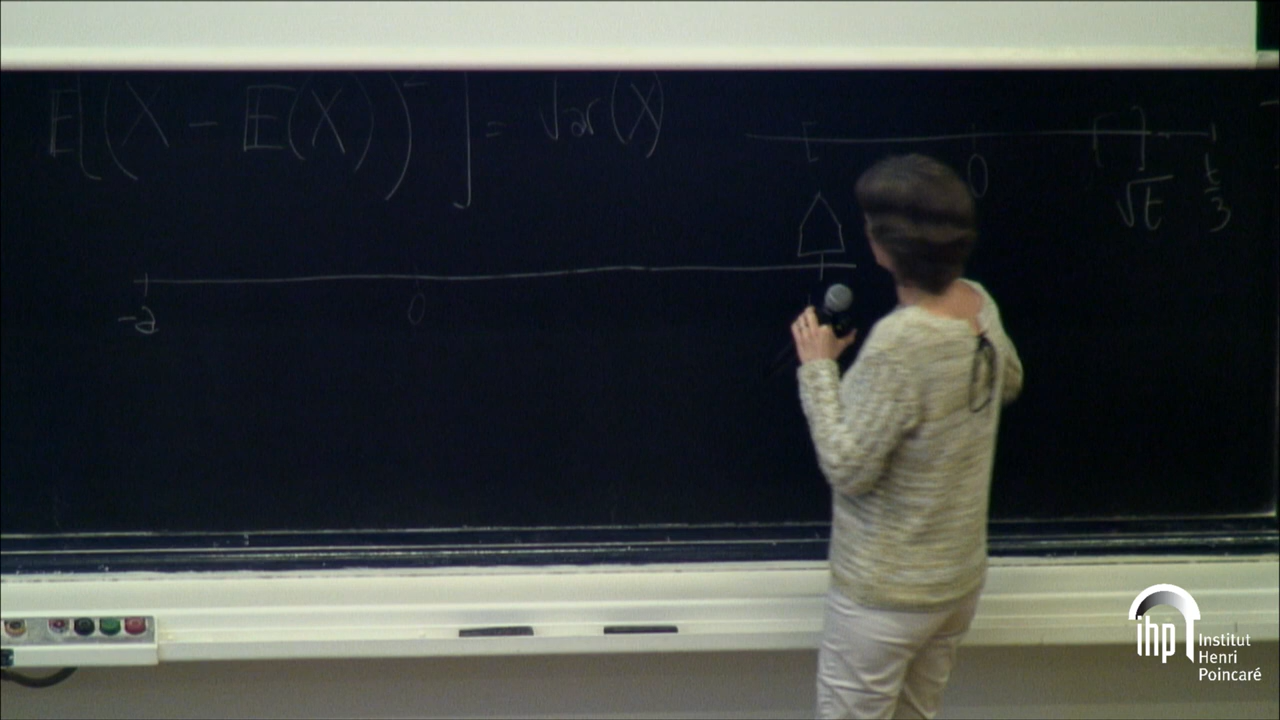 E[(X - E(X))²] = Var(X)
0
√t
t/3
-a
0
ihp
Institut
Henri
Poincaré